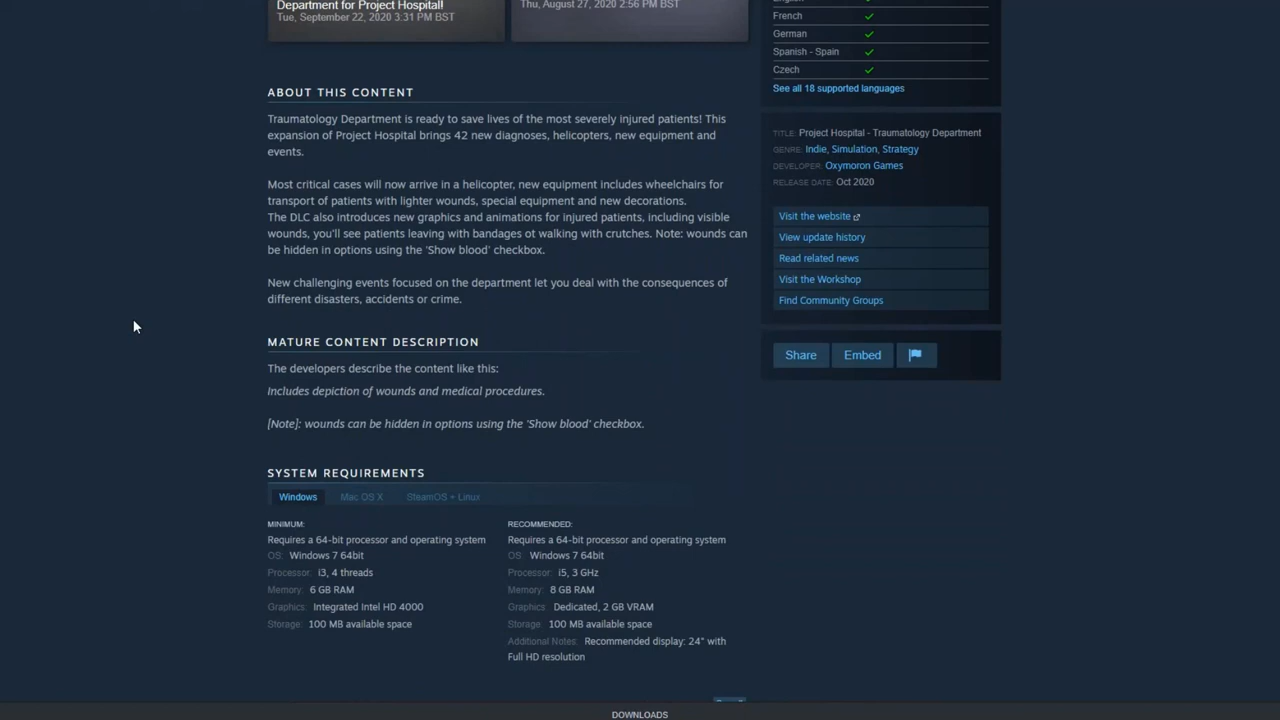 Department for Project Hospital!
Tue, September 22, 2020 3:31 PM BST
Thu, August 27, 2020 2:56 PM BST
ABOUT THIS CONTENT
Traumatology Department is ready to save lives of the most severely injured patients! This
expansion of Project Hospital brings 42 new diagnoses, helicopters, new equipment and
events.
Most critical cases will now arrive in a helicopter, new equipment includes wheelchairs for
transport of patients with lighter wounds, special equipment and new decorations.
The DLC also introduces new graphics and animations for injured patients, including visible
wounds, you'll see patients leaving with bandages ot walking with crutches. Note: wounds can
be hidden in options using the 'Show blood' checkbox.
New challenging events focused on the department let you deal with the consequences of
different disasters, accidents or crime.
MATURE CONTENT DESCRIPTION
The developers describe the content like this:
Includes depiction of wounds and medical procedures.
[Note]: wounds can be hidden in options using the 'Show blood' checkbox.
SYSTEM REQUIREMENTS
Windows Mac OS X SteamOS + Linux
MINIMUM:
Requires a 64-bit processor and operating system
OS: Windows 7 64bit
Processor: i3, 4 threads
Memory: 6 GB RAM
Graphics: Integrated Intel HD 4000
Storage: 100 MB available space
RECOMMENDED:
Requires a 64-bit processor and operating system
OS: Windows 7 64bit
Processor: i5, 3 GHz
Memory: 8 GB RAM
Graphics: Dedicated, 2 GB VRAM
Storage: 100 MB available space
Additional Notes: Recommended display: 24" with
Full HD resolution
French
German
Spanish - Spain
Czech
See all 18 supported languages
TITLE: Project Hospital - Traumatology Department
GENRE: Indie, Simulation, Strategy
DEVELOPER: Oxymoron Games
RELEASE DATE: Oct 2020
Visit the website
View update history
Read related news
Visit the Workshop
Find Community Groups
Share Embed
DOWNLOADS